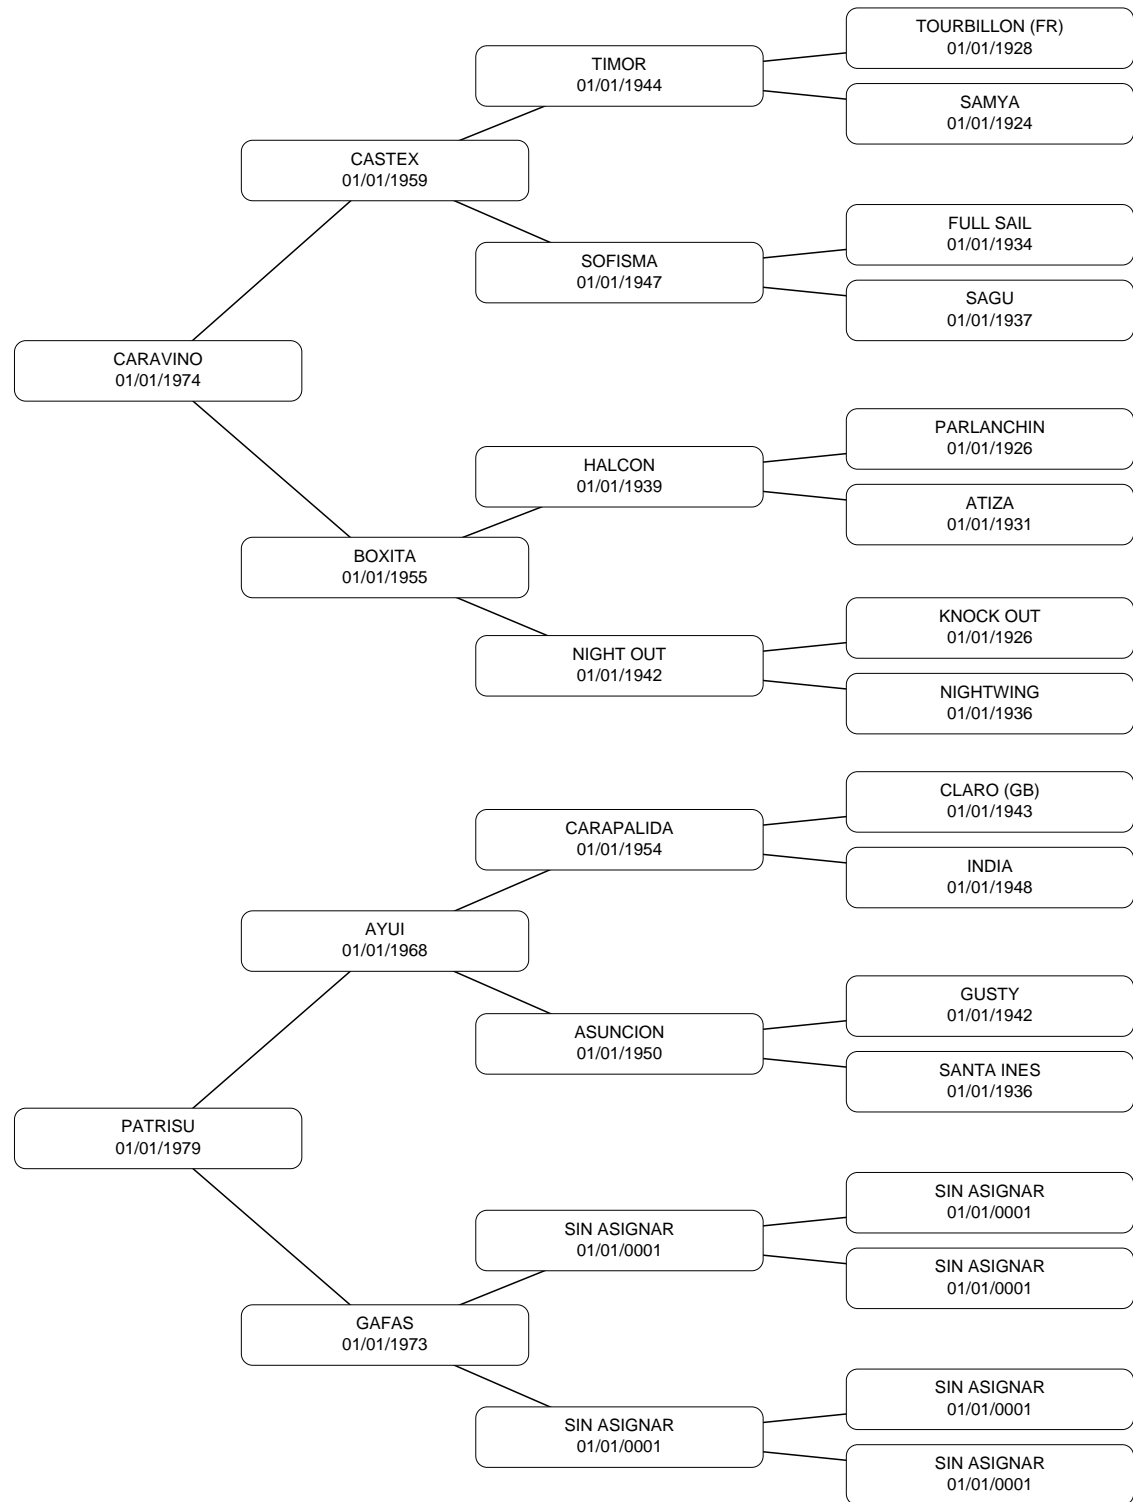 TOURBILLON (FR)
01/01/1928
TIMOR
01/01/1944
SAMYA
01/01/1924
CASTEX
01/01/1959
FULL SAIL
01/01/1934
SOFISMA
01/01/1947
SAGU
01/01/1937
CARAVINO
01/01/1974
PARLANCHIN
01/01/1926
HALCON
01/01/1939
ATIZA
01/01/1931
BOXITA
01/01/1955
KNOCK OUT
01/01/1926
NIGHT OUT
01/01/1942
NIGHTWING
01/01/1936
CLARO (GB)
01/01/1943
CARAPALIDA
01/01/1954
INDIA
01/01/1948
AYUI
01/01/1968
GUSTY
01/01/1942
ASUNCION
01/01/1950
SANTA INES
01/01/1936
PATRISU
01/01/1979
SIN ASIGNAR
01/01/0001
SIN ASIGNAR
01/01/0001
SIN ASIGNAR
01/01/0001
GAFAS
01/01/1973
SIN ASIGNAR
01/01/0001
SIN ASIGNAR
01/01/0001
SIN ASIGNAR
01/01/0001